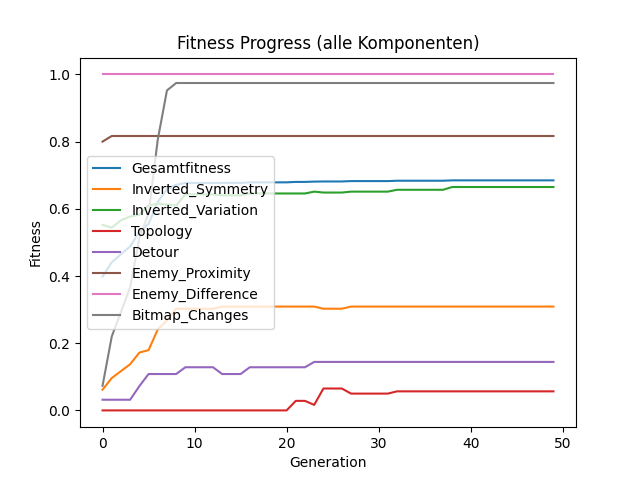 Fitness Progress (alle Komponenten)
1.0
0.8
0.6
0.4
0.2
0.0
Fitness
Gesamtfitness
Inverted_Symmetry
Inverted_Variation
Topology
Detour
Enemy_Proximity
Enemy_Difference
Bitmap_Changes
0 10 20 30 40 50
Generation